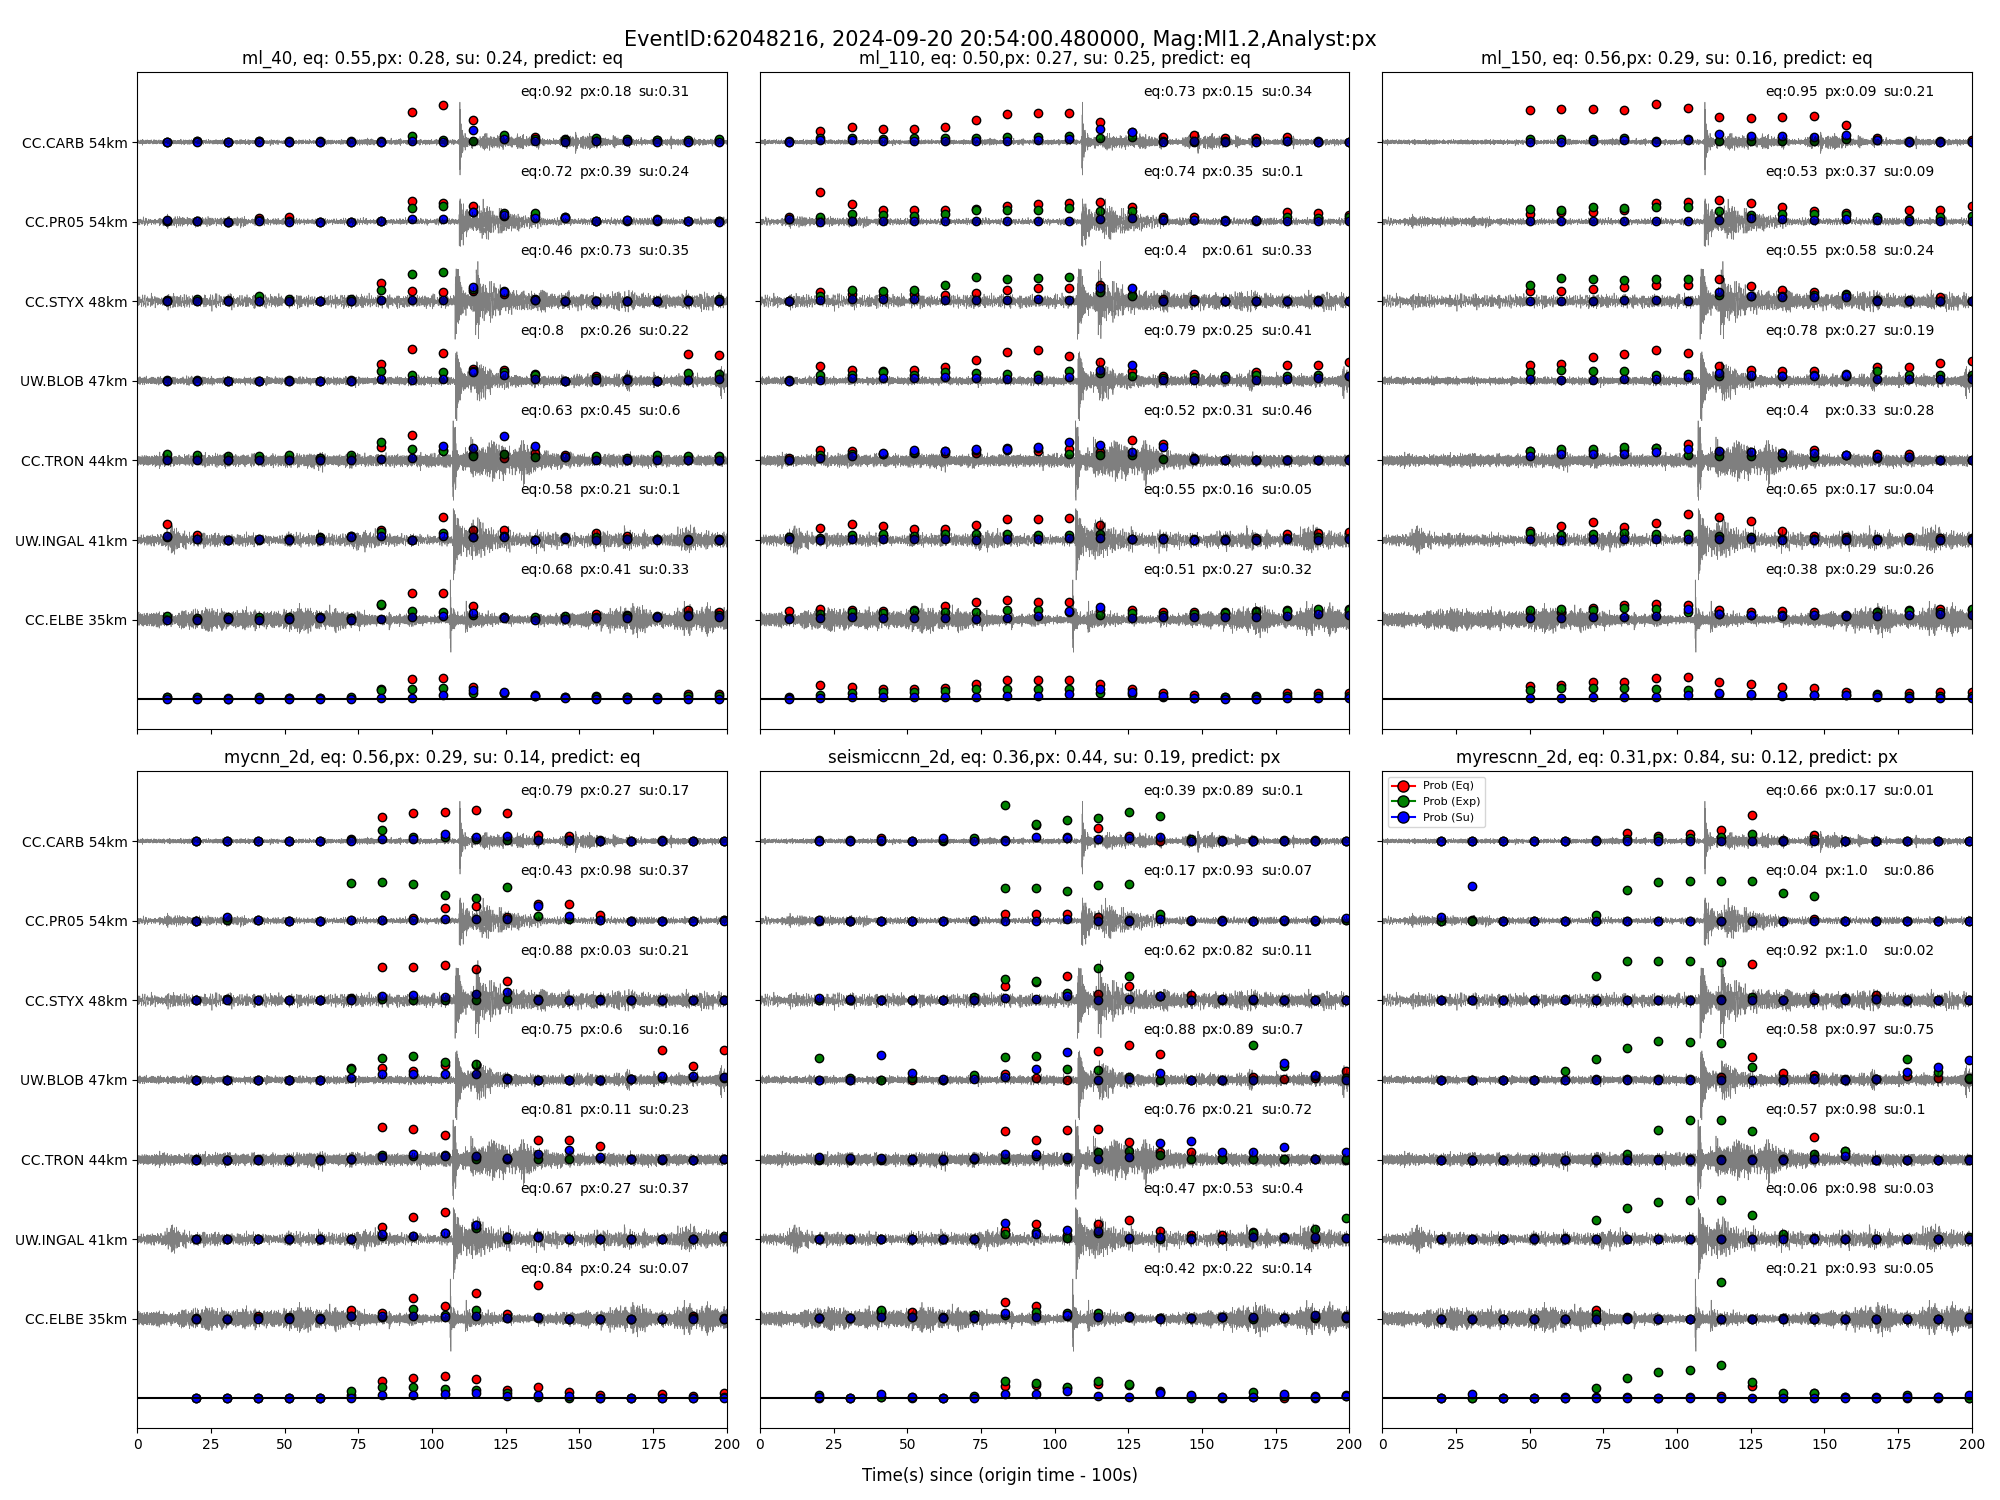 EventID:62048216, 2024-09-20 20:54:00.480000, Mag:Ml1.2,Analyst:px
ml_40, eq: 0.55,px: 0.28, su: 0.24, predict: eq
CC.CARB 54km
eq:0.92 px:0.18 su:0.31
CC.PR05 54km
eq:0.72 px:0.39 su:0.24
CC.STYX 48km
eq:0.46 px:0.73 su:0.35
UW.BLOB 47km
eq:0.8 px:0.26 su:0.22
CC.TRON 44km
eq:0.63 px:0.45 su:0.6
UW.INGAL 41km
eq:0.58 px:0.21 su:0.1
CC.ELBE 35km
eq:0.68 px:0.41 su:0.33
ml_110, eq: 0.50,px: 0.27, su: 0.25, predict: eq
eq:0.73 px:0.15 su:0.34
eq:0.74 px:0.35 su:0.1
eq:0.4 px:0.61 su:0.33
eq:0.79 px:0.25 su:0.41
eq:0.52 px:0.31 su:0.46
eq:0.55 px:0.16 su:0.05
eq:0.51 px:0.27 su:0.32
ml_150, eq: 0.56,px: 0.29, su: 0.16, predict: eq
eq:0.95 px:0.09 su:0.21
eq:0.53 px:0.37 su:0.09
eq:0.55 px:0.58 su:0.24
eq:0.78 px:0.27 su:0.19
eq:0.4 px:0.33 su:0.28
eq:0.65 px:0.17 su:0.04
eq:0.38 px:0.29 su:0.26
mycnn_2d, eq: 0.56,px: 0.29, su: 0.14, predict: eq
CC.CARB 54km
eq:0.79 px:0.27 su:0.17
CC.PR05 54km
eq:0.43 px:0.98 su:0.37
CC.STYX 48km
eq:0.88 px:0.03 su:0.21
UW.BLOB 47km
eq:0.75 px:0.6 su:0.16
CC.TRON 44km
eq:0.81 px:0.11 su:0.23
UW.INGAL 41km
eq:0.67 px:0.27 su:0.37
CC.ELBE 35km
eq:0.84 px:0.24 su:0.07
0 25 50 75 100 125 150 175 200
seismiccnn_2d, eq: 0.36,px: 0.44, su: 0.19, predict: px
eq:0.39 px:0.89 su:0.1
eq:0.17 px:0.93 su:0.07
eq:0.62 px:0.82 su:0.11
eq:0.88 px:0.89 su:0.7
eq:0.76 px:0.21 su:0.72
eq:0.47 px:0.53 su:0.4
eq:0.42 px:0.22 su:0.14
0 25 50 75 100 125 150 175 200
myrescnn_2d, eq: 0.31,px: 0.84, su: 0.12, predict: px
Prob (Eq)
Prob (Exp)
Prob (Su)
eq:0.66 px:0.17 su:0.01
eq:0.04 px:1.0 su:0.86
eq:0.92 px:1.0 su:0.02
eq:0.58 px:0.97 su:0.75
eq:0.57 px:0.98 su:0.1
eq:0.06 px:0.98 su:0.03
eq:0.21 px:0.93 su:0.05
0 25 50 75 100 125 150 175 200
Time(s) since (origin time - 100s)